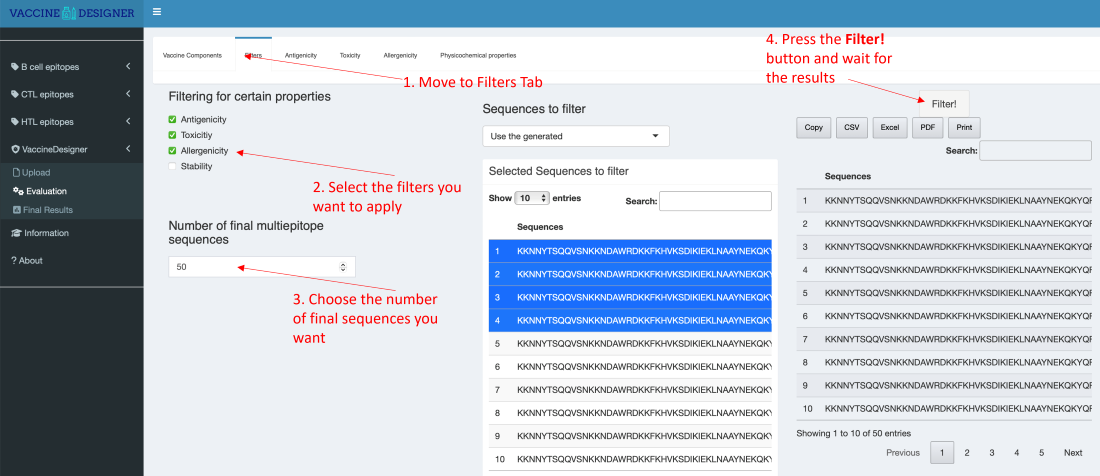 VACCINE DESIGNER
B cell epitopes
CTL epitopes
HTL epitopes
VaccineDesigner
Upload
Evaluation
Final Results
Information
? About
Vaccine Components
Filters
Antigenicity
Toxicity
Allergenicity
Physicochemical properties
1. Move to Filters Tab
Filtering for certain properties
Antigenicity
Toxicitiy
Allergenicity
Stability
2. Select the filters you
want to apply
Number of final multiepitope
sequences
50
3. Choose the number
of final sequences you
want
Sequences to filter
Use the generated
Selected Sequences to filter
Show 10 entries
Search:
Sequences
1 KKNNYTSQQVSNKKNDAWRDKKFKHVKSDIKIEKLNAAYNEKQKY
2 KKNNYTSQQVSNKKNDAWRDKKFKHVKSDIKIEKLNAAYNEKQKY
3 KKNNYTSQQVSNKKNDAWRDKKFKHVKSDIKIEKLNAAYNEKQKY
4 KKNNYTSQQVSNKKNDAWRDKKFKHVKSDIKIEKLNAAYNEKQKY
5 KKNNYTSQQVSNKKNDAWRDKKFKHVKSDIKIEKLNAAYNEKQKY
6 KKNNYTSQQVSNKKNDAWRDKKFKHVKSDIKIEKLNAAYNEKQKY
7 KKNNYTSQQVSNKKNDAWRDKKFKHVKSDIKIEKLNAAYNEKQKY
8 KKNNYTSQQVSNKKNDAWRDKKFKHVKSDIKIEKLNAAYNEKQKY
9 KKNNYTSQQVSNKKNDAWRDKKFKHVKSDIKIEKLNAAYNEKQKY
10 KKNNYTSQQVSNKKNDAWRDKKFKHVKSDIKIEKLNAAYNEKQKY
4. Press the Filter!
button and wait for
the results
Filter!
Copy CSV Excel PDF Print
Search:
Sequences
1 KKNNYTSQQVSNKKNDAWRDKKFKHVKSDIKIEKLNAAYNEKQKYQF
2 KKNNYTSQQVSNKKNDAWRDKKFKHVKSDIKIEKLNAAYNEKQKYQF
3 KKNNYTSQQVSNKKNDAWRDKKFKHVKSDIKIEKLNAAYNEKQKYQF
4 KKNNYTSQQVSNKKNDAWRDKKFKHVKSDIKIEKLNAAYNEKQKYQF
5 KKNNYTSQQVSNKKNDAWRDKKFKHVKSDIKIEKLNAAYNEKQKYQF
6 KKNNYTSQQVSNKKNDAWRDKKFKHVKSDIKIEKLNAAYNEKQKYQF
7 KKNNYTSQQVSNKKNDAWRDKKFKHVKSDIKIEKLNAAYNEKQKYQF
8 KKNNYTSQQVSNKKNDAWRDKKFKHVKSDIKIEKLNAAYNEKQKYQF
9 KKNNYTSQQVSNKKNDAWRDKKFKHVKSDIKIEKLNAAYNEKQKYQF
10 KKNNYTSQQVSNKKNDAWRDKKFKHVKSDIKIEKLNAAYNEKQKYQF
Showing 1 to 10 of 50 entries
Previous 1 2 3 4 5 Next